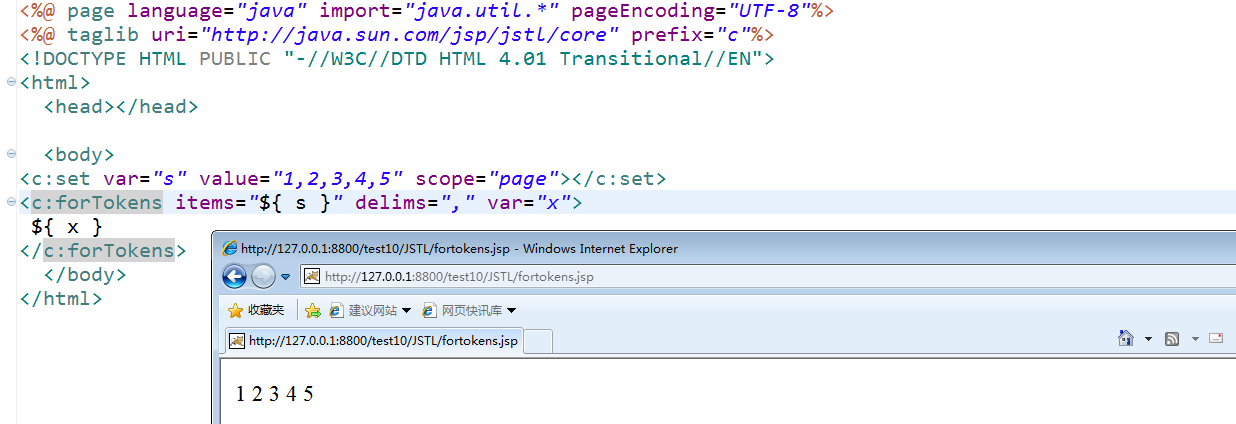 <%@ page language="java" import="java.util.*" pageEncoding="UTF-8"%>
<%@ taglib uri="http://java.sun.com/jsp/jstl/core" prefix="c"%>
<!DOCTYPE HTML PUBLIC "-//W3C//DTD HTML 4.01 Transitional//EN">
<html>
<head></head>
<body>
<c:set var="s" value="1,2,3,4,5" scope="page"></c:set>
<c:forTokens items="${ s }" delims="," var="x">
${ x }
</c:forTokens>
</body>
</html>
http://127.0.0.1:8800/test10/JSTL/fortokens.jsp - Windows Internet Explorer
http://127.0.0.1:8800/test10/JSTL/fortokens.jsp
收藏夹 建议网站 网页快讯库
http://127.0.0.1:8800/test10/JSTL/fortokens.jsp
1 2 3 4 5